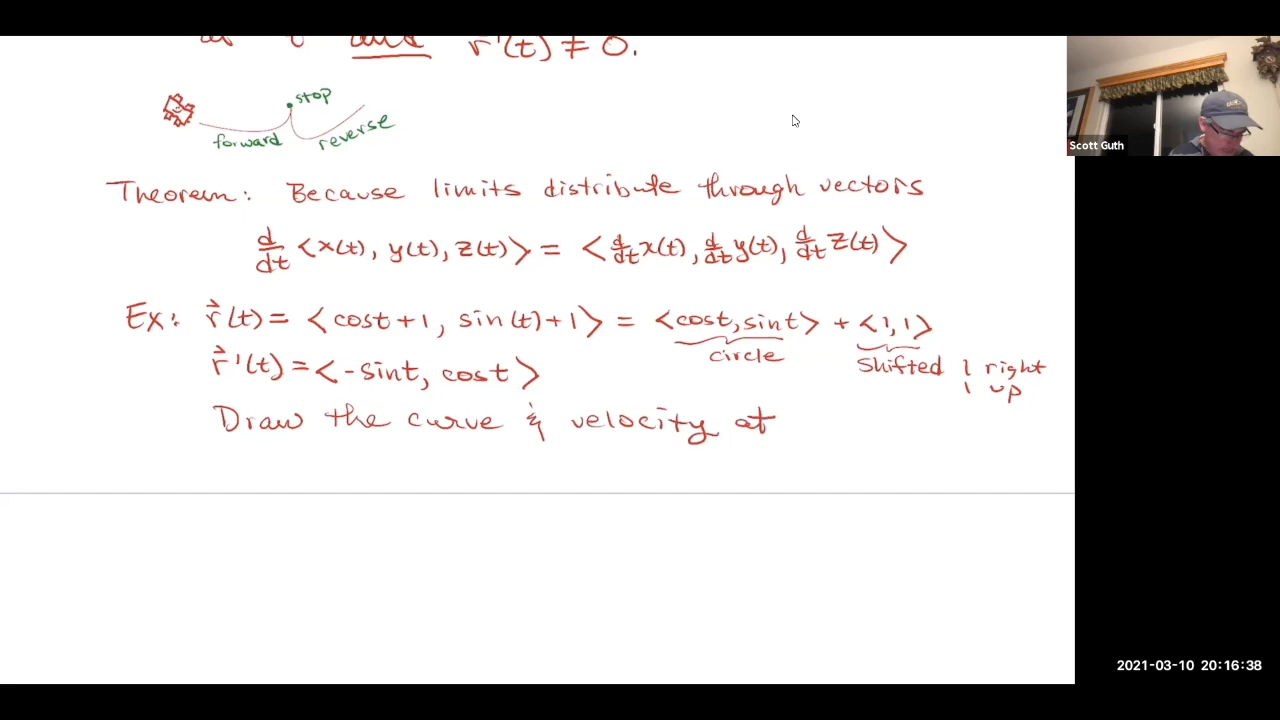 r'(t) ≠ 0.
stop
forward
reverse
Scott Guth
Theorem: Because limits distribute through vectors
d/dt <x(t), y(t), z(t)> = <d/dt x(t), d/dt y(t), d/dt z(t)>
Ex: r⃗(t) = <cost+1, sin(t)+1> = <cost, sint> + <1, 1>
circle
shifted 1 right
1 up
r⃗'(t) = <-sint, cost>
Draw the curve & velocity at
2021-03-10 20:16:38